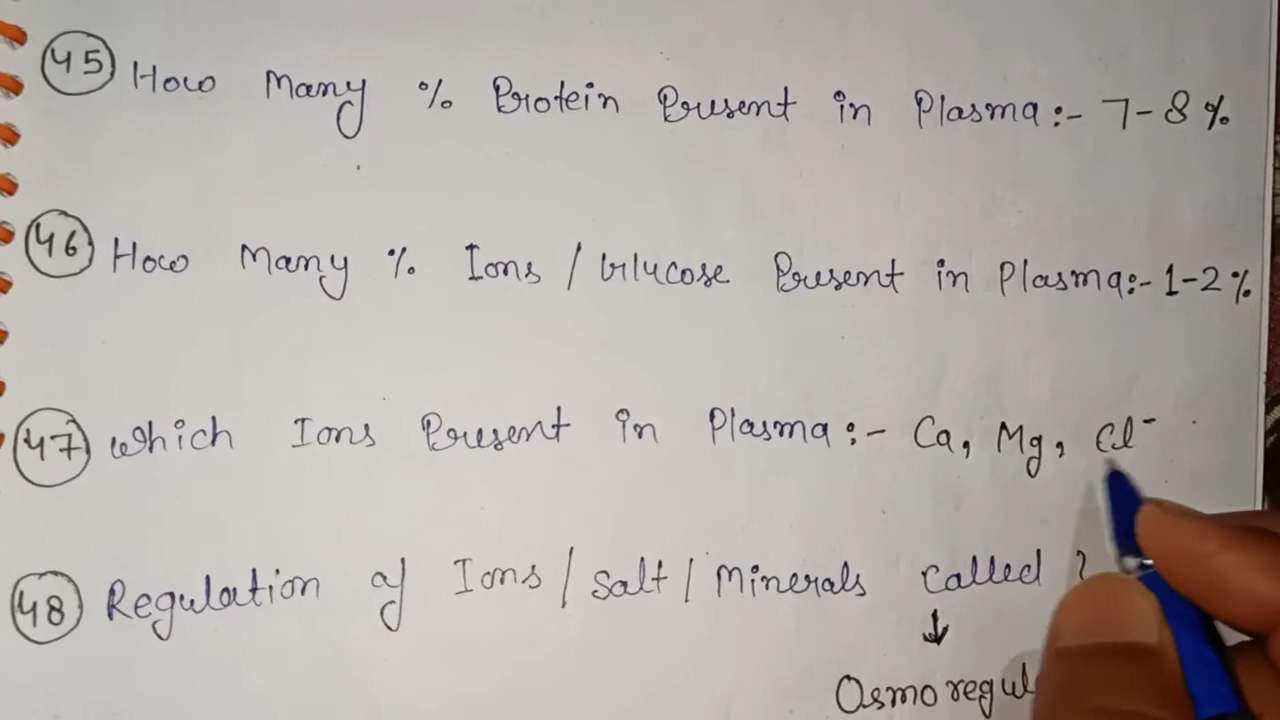 45 How Many % Protein Present in Plasma:- 7-8%
46 How Many % Ions / Glucose Present in Plasma:- 1-2%
47 Which Ions Present in Plasma:- Ca, Mg, Cl⁻
48 Regulation of Ions / Salt / Minerals Called ?
↓